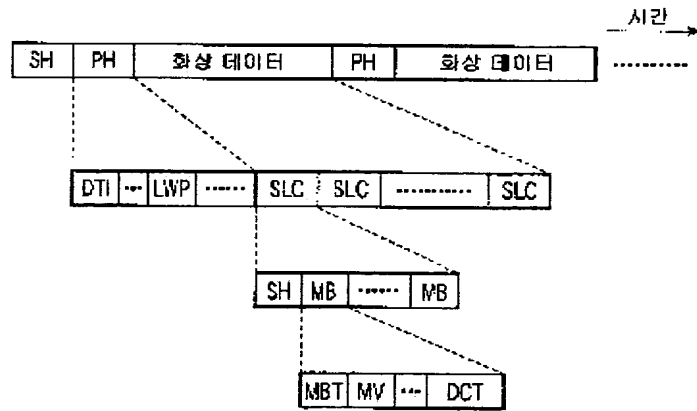 시간
SH PH 화상 데이터 PH 화상 데이터 ........
DTI ... LWP ...... SLC SLC ........... SLC
SH MB ...... MB
MBT MV ... DCT